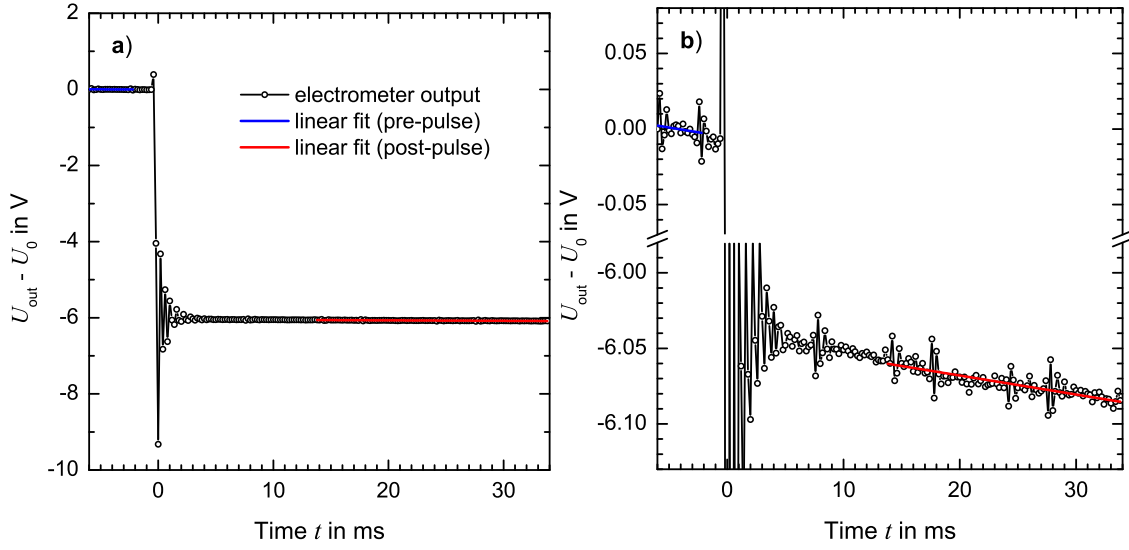 a)
2
0
-2
-4
-6
-8
-10
U_out - U_0 in V
electrometer output
linear fit (pre-pulse)
linear fit (post-pulse)
0 10 20 30
Time t in ms
b)
0.05
0.00
-0.05
-6.00
-6.05
-6.10
U_out - U_0 in V
0 10 20 30
Time t in ms